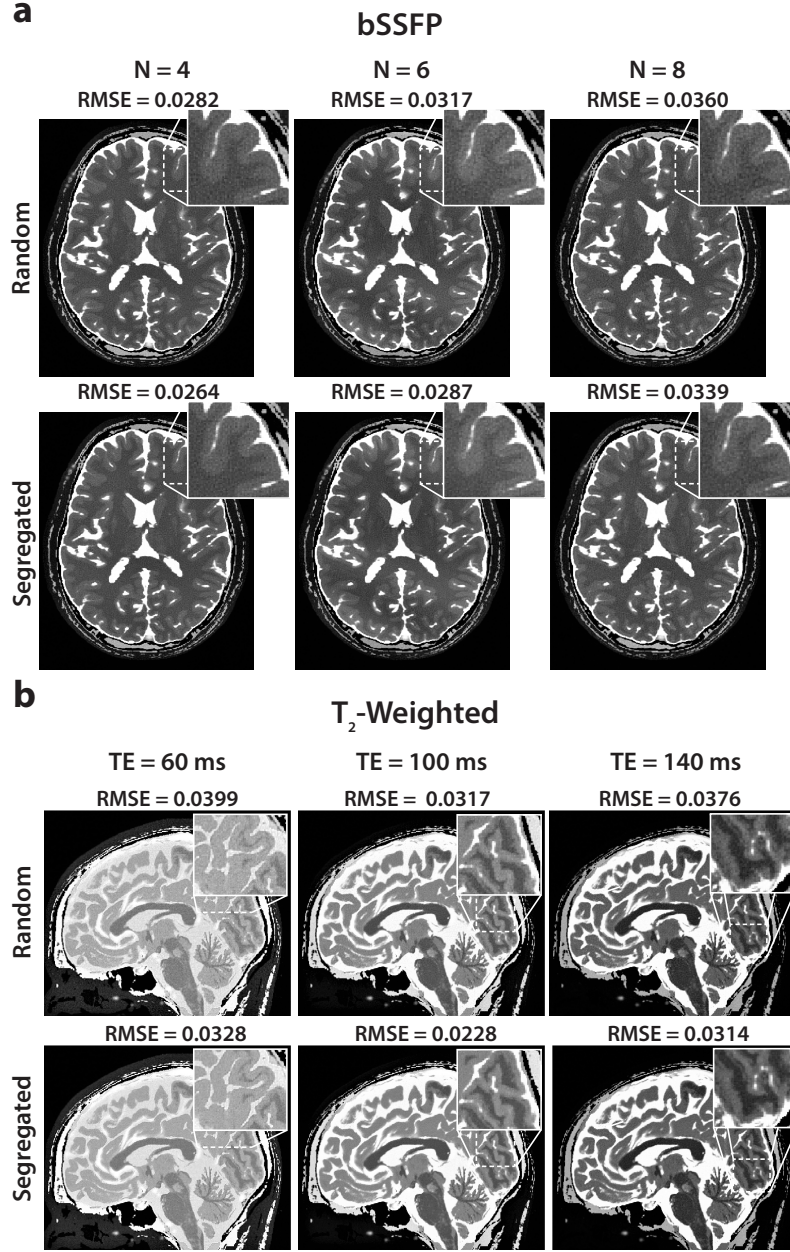 a
bSSFP
N = 4
N = 6
N = 8
RMSE = 0.0282
RMSE = 0.0317
RMSE = 0.0360
Random
RMSE = 0.0264
RMSE = 0.0287
RMSE = 0.0339
Segregated
b
T₂-Weighted
TE = 60 ms
TE = 100 ms
TE = 140 ms
RMSE = 0.0399
RMSE = 0.0317
RMSE = 0.0376
Random
RMSE = 0.0328
RMSE = 0.0228
RMSE = 0.0314
Segregated